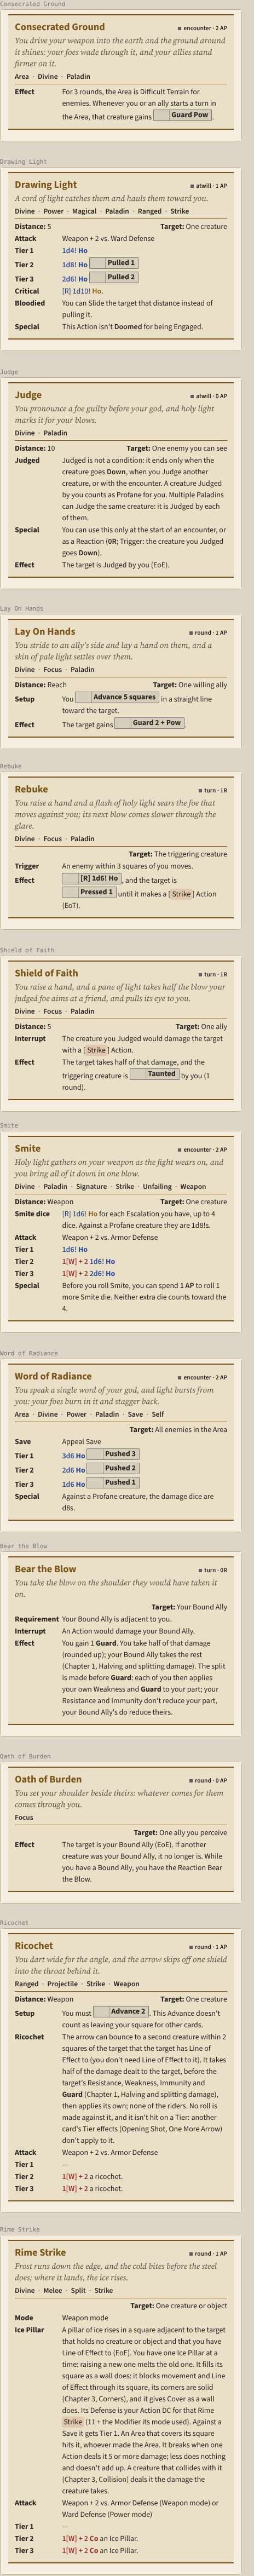 Consecrated Ground
Consecrated Ground
■ encounter · 2 AP
You drive your weapon into the earth and the ground around
it shines: your foes wade through it, and your allies stand
firmer on it.
Area · Divine · Paladin
Effect For 3 rounds, the Area is Difficult Terrain for
enemies. Whenever you or an ally starts a turn in
the Area, that creature gains Guard Pow.
Drawing Light
Drawing Light
■ atwill · 1 AP
A cord of light catches them and hauls them toward you.
Divine · Power · Magical · Paladin · Ranged · Strike
Distance: 5 Target: One creature
Attack Weapon + 2 vs. Ward Defense
Tier 1 1d4! Ho
Tier 2 1d8! Ho Pulled 1
Tier 3 2d6! Ho Pulled 2
Critical [R] 1d10! Ho.
Bloodied You can Slide the target that distance instead of
pulling it.
Special This Action isn't Doomed for being Engaged.
Judge
Judge
■ atwill · 0 AP
You pronounce a foe guilty before your god, and holy light
marks it for your blows.
Divine · Paladin
Distance: 10 Target: One enemy you can see
Judged Judged is not a condition: it ends only when the
creature goes Down, when you Judge another
creature, or with the encounter. A creature Judged
by you counts as Profane for you. Multiple Paladins
can Judge the same creature: it is Judged by each
of them.
Special You can use this only at the start of an encounter, or
as a Reaction (0R; Trigger: the creature you Judged
goes Down).
Effect The target is Judged by you (EoE).
Lay On Hands
Lay On Hands
■ round · 1 AP
You stride to an ally's side and lay a hand on them, and a
skin of pale light settles over them.
Divine · Focus · Paladin
Distance: Reach Target: One willing ally
Setup You Advance 5 squares in a straight line
toward the target.
Effect The target gains Guard 2 + Pow.
Rebuke
Rebuke
■ turn · 1R
You raise a hand and a flash of holy light sears the foe that
moves against you; its next blow comes slower through the
glare.
Divine · Focus · Paladin
Target: The triggering creature
Trigger An enemy within 3 squares of you moves.
Effect [R] 1d6! Ho, and the target is
Pressed 1 until it makes a [Strike] Action
(EoT).
Shield of Faith
Shield of Faith
■ turn · 1R
You raise a hand, and a pane of light takes half the blow your
judged foe aims at a friend, and pulls its eye to you.
Divine · Focus · Paladin
Distance: 5 Target: One ally
Interrupt The creature you Judged would damage the target
with a [Strike] Action.
Effect The target takes half of that damage, and the
triggering creature is Taunted by you (1
round).
Smite
Smite
■ encounter · 2 AP
Holy light gathers on your weapon as the fight wears on, and
you bring all of it down in one blow.
Divine · Paladin · Signature · Strike · Unfailing · Weapon
Distance: Weapon Target: One creature
Smite dice [R] 1d6! Ho for each Escalation you have, up to 4
dice. Against a Profane creature they are 1d8!s.
Attack Weapon + 2 vs. Armor Defense
Tier 1 1d6! Ho
Tier 2 1[W] + 2 1d6! Ho
Tier 3 1[W] + 2 2d6! Ho
Special Before you roll Smite, you can spend 1 AP to roll 1
more Smite die. Neither extra die counts toward the
4.
Word of Radiance
Word of Radiance
■ encounter · 2 AP
You speak a single word of your god, and light bursts from
you: your foes burn in it and stagger back.
Area · Divine · Power · Paladin · Save · Self
Target: All enemies in the Area
Save Appeal Save
Tier 1 3d6 Ho Pushed 3
Tier 2 2d6 Ho Pushed 2
Tier 3 1d6 Ho Pushed 1
Special Against a Profane creature, the damage dice are
d8s.
Bear the Blow
Bear the Blow
■ turn · 0R
You take the blow on the shoulder they would have taken it
on.
Target: Your Bound Ally
Requirement Your Bound Ally is adjacent to you.
Interrupt An Action would damage your Bound Ally.
Effect You gain 1 Guard. You take half of that damage
(rounded up); your Bound Ally takes the rest
(Chapter 1, Halving and splitting damage). The split
is made before Guard: each of you then applies
your own Weakness and Guard to your part; your
Resistance and Immunity don't reduce your part,
your Bound Ally's do reduce theirs.
Oath of Burden
Oath of Burden
■ round · 0 AP
You set your shoulder beside theirs: whatever comes for them
comes through you.
Focus
Target: One ally you perceive
Effect The target is your Bound Ally (EoE). If another
creature was your Bound Ally, it no longer is. While
you have a Bound Ally, you have the Reaction Bear
the Blow.
Ricochet
Ricochet
■ round · 1 AP
You dart wide for the angle, and the arrow skips off one shield
into the throat behind it.
Ranged · Projectile · Strike · Weapon
Distance: Weapon Target: One creature
Setup You must Advance 2. This Advance doesn't
count as leaving your square for other cards.
Ricochet The arrow can bounce to a second creature within 2
squares of the target that the target has Line of
Effect to (you don't need Line of Effect to it). It takes
half of the damage dealt to the target, before the
target's Resistance, Weakness, Immunity and
Guard (Chapter 1, Halving and splitting damage),
then applies its own; none of the riders. No roll is
made against it, and it isn't hit on a Tier: another
card's Tier effects (Opening Shot, One More Arrow)
don't apply to it.
Attack Weapon + 2 vs. Armor Defense
Tier 1 —
Tier 2 1[W] + 2 a ricochet.
Tier 3 1[W] + 2 a ricochet.
Rime Strike
Rime Strike
■ round · 1 AP
Frost runs down the edge, and the cold bites before the steel
does; where it lands, the ice rises.
Divine · Melee · Split · Strike
Target: One creature or object
Mode Weapon mode
Ice Pillar A pillar of ice rises in a square adjacent to the target
that holds no creature or object and that you have
Line of Effect to (EoE). You have one Ice Pillar at a
time: raising a new one melts the old one. It fills its
square as a wall does: it blocks movement and Line
of Effect through its square, its corners are solid
(Chapter 3, Corners), and it gives Cover as a wall
does. Its Defense is your Action DC for that Rime
Strike (11 + the Modifier its mode used). Against a
Save it gets Tier 1. An Area that covers its square
hits it, whoever made the Area. It breaks when one
Action deals it 5 or more damage; less does nothing
and doesn't add up. A creature that collides with it
(Chapter 3, Collision) deals it the damage the
creature takes.
Attack Weapon + 2 vs. Armor Defense (Weapon mode) or
Ward Defense (Power mode)
Tier 1 —
Tier 2 1[W] + 2 Co an Ice Pillar.
Tier 3 1[W] + 2 Co an Ice Pillar.